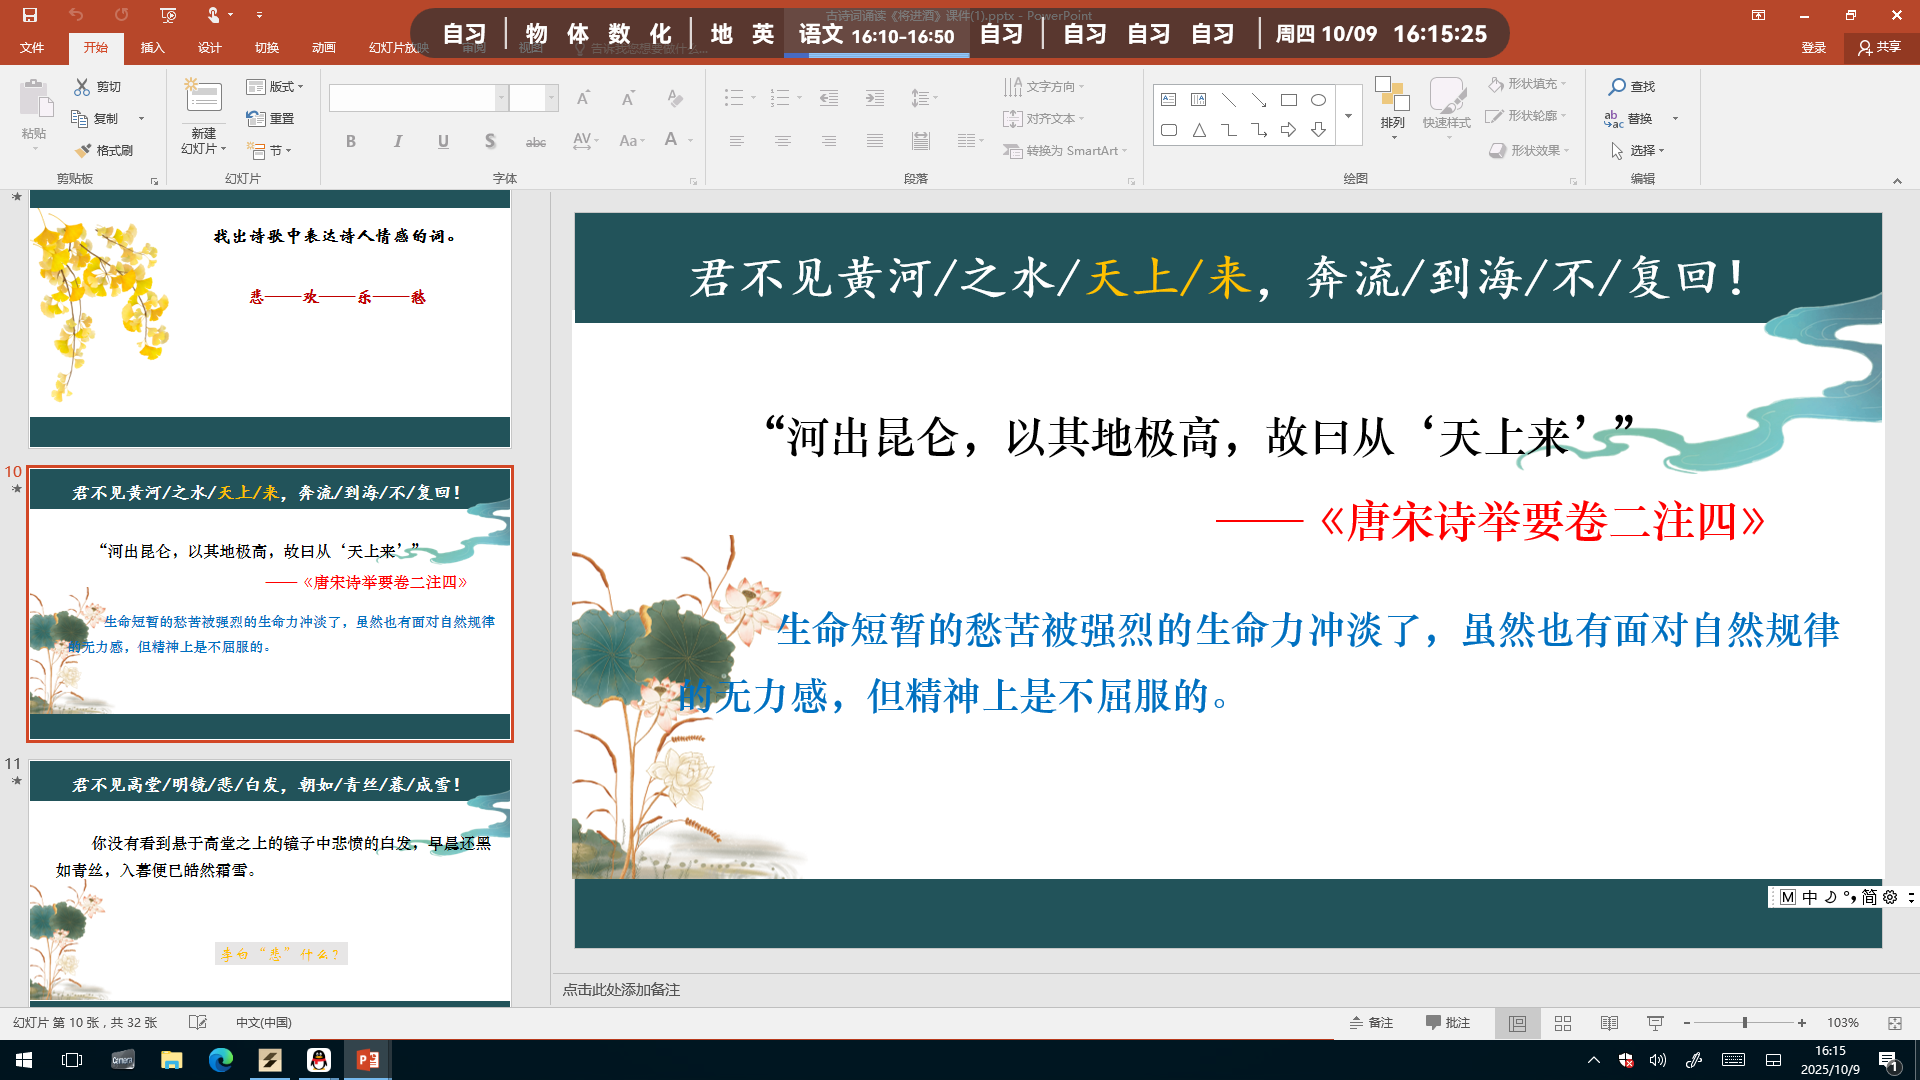 古诗词诵读《将进酒》课件(1).pptx - PowerPoint
自习 物 体 数 化 地 英 语文 16:10-16:50 自习 自习 自习 自习 周四 10/09 16:15:25
文件 开始 插入 设计 切换 动画 幻灯片放映 审阅 视图 告诉我您想要做什么... 登录 共享
剪切 版式 文字方向 形状填充 查找
粘贴 复制 新建 重置 对齐文本 排列 快速样式 形状轮廓 替换
格式刷 幻灯片 节 转换为 SmartArt 形状效果 选择
B I U S abc AV Aa A
剪贴板 幻灯片 字体 段落 绘图 编辑
找出诗歌中表达诗人情感的词。
悲——欢——乐——愁
10
君不见黄河/之水/天上/来，奔流/到海/不/复回！
“河出昆仑，以其地极高，故曰从‘天上来’”
——《唐宋诗举要卷二注四》
生命短暂的愁苦被强烈的生命力冲淡了，虽然也有面对自然规律
的无力感，但精神上是不屈服的。
11
君不见高堂/明镜/悲/白发，朝如/青丝/暮/成雪！
你没有看到悬于高堂之上的镜子中悲愤的白发，早晨还黑
如青丝，入暮便已皓然霜雪。
李白“悲”什么？
君不见黄河/之水/天上/来，奔流/到海/不/复回！
“河出昆仑，以其地极高，故曰从‘天上来’”
——《唐宋诗举要卷二注四》
生命短暂的愁苦被强烈的生命力冲淡了，虽然也有面对自然规律
的无力感，但精神上是不屈服的。
M 中 简
点击此处添加备注
幻灯片 第 10 张，共 32 张 中文(中国) 备注 批注 103%
16:15
2025/10/9
1